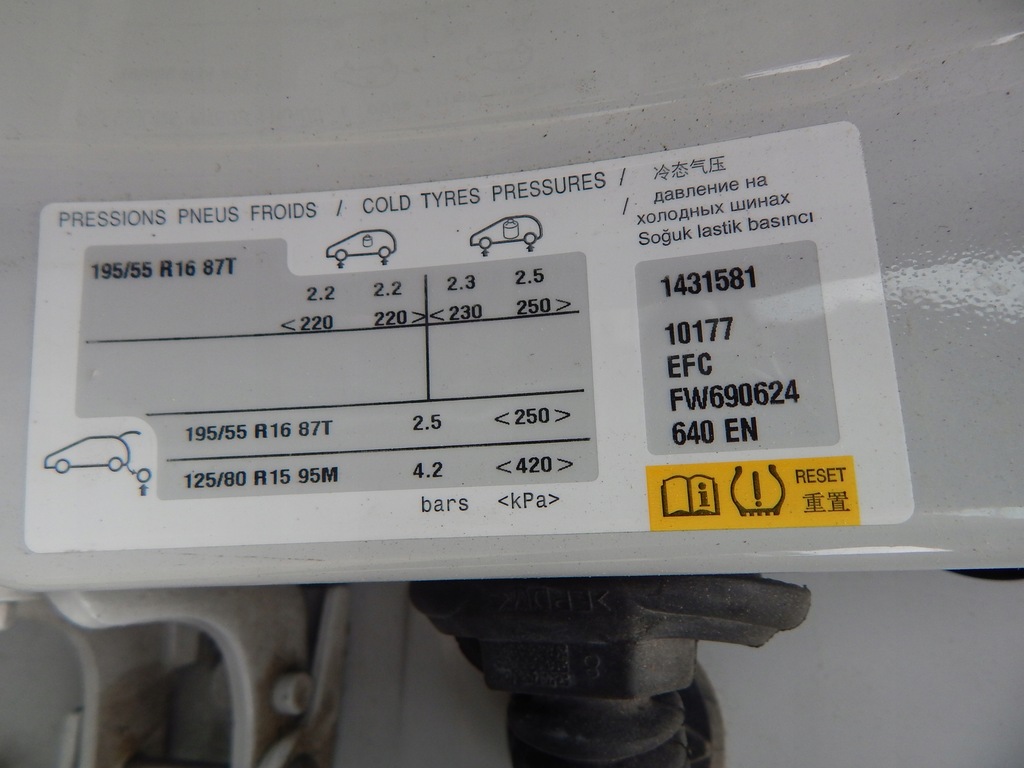 PRESSIONS PNEUS FROIDS / COLD TYRES PRESSURES / 冷态气压
/ давление на
холодных шинах
Soğuk lastik basıncı
195/55 R16 87T
2.2 2.2 2.3 2.5
<220 220> <230 250>
195/55 R16 87T 2.5 <250>
125/80 R15 95M 4.2 <420>
bars <kPa>
1431581
10177
EFC
FW690624
640 EN
RESET
重置